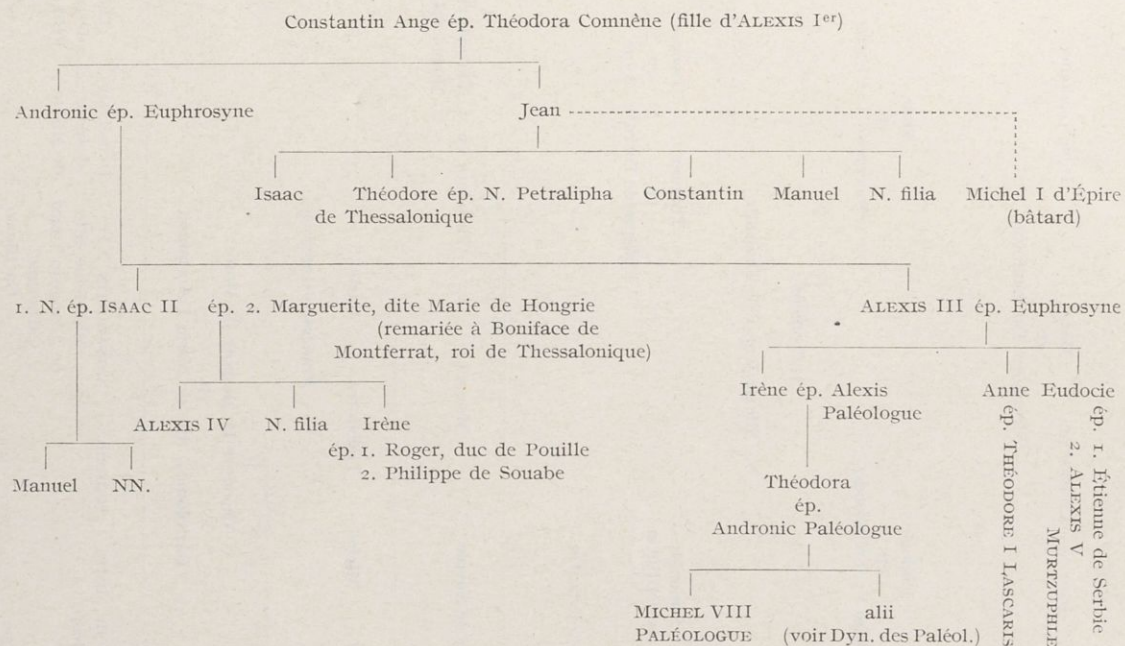 Constantin Ange ép. Théodora Comnène (fille d'ALEXIS Iᵉʳ)
Andronic ép. Euphrosyne
Jean
Isaac
Théodore ép. N. Petralipha
de Thessalonique
Constantin
Manuel
N. filia
Michel I d'Épire
(bâtard)
1. N. ép. ISAAC II
ép. 2. Marguerite, dite Marie de Hongrie
(remariée à Boniface de
Montferrat, roi de Thessalonique)
ALEXIS III ép. Euphrosyne
ALEXIS IV
N. filia
Irène
ép. 1. Roger, duc de Pouille
2. Philippe de Souabe
Manuel
NN.
Irène ép. Alexis
Paléologue
Théodora
ép.
Andronic Paléologue
MICHEL VIII
PALÉOLOGUE
alii
(voir Dyn. des Paléol.)
Anne
ép. THÉODORE I LASCARIS
Eudocie
ép. 1. Étienne de Serbie
2. ALEXIS V
MURTZUPHLE